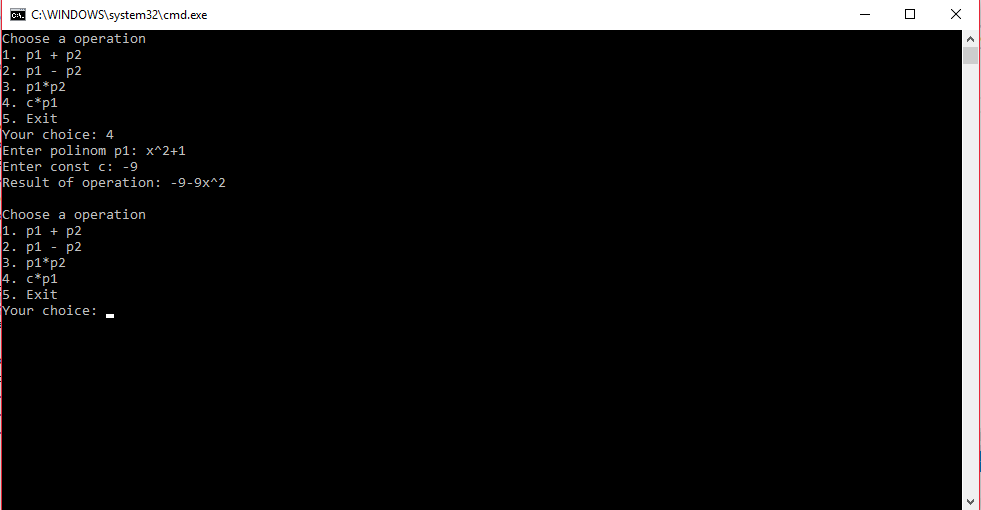 C:\WINDOWS\system32\cmd.exe
Choose a operation
1. p1 + p2
2. p1 - p2
3. p1*p2
4. c*p1
5. Exit
Your choice: 4
Enter polinom p1: x^2+1
Enter const c: -9
Result of operation: -9-9x^2
Choose a operation
1. p1 + p2
2. p1 - p2
3. p1*p2
4. c*p1
5. Exit
Your choice: